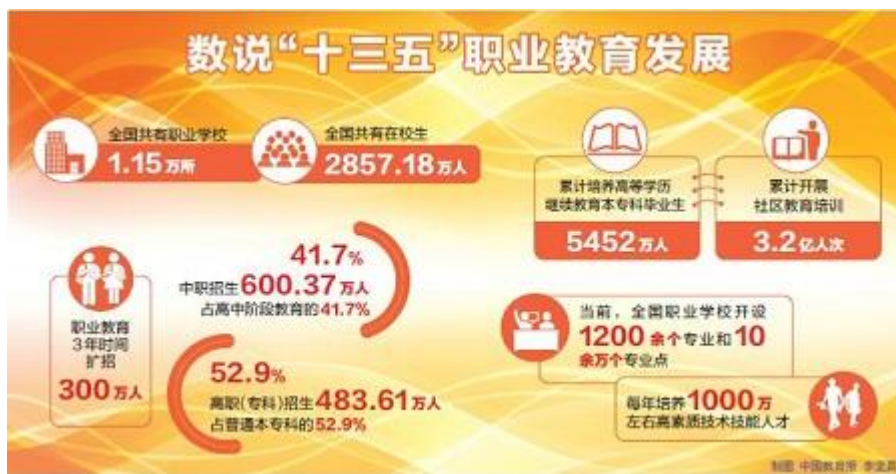 数说“十三五”职业教育发展
全国共有职业学校
1.15万所
全国共有在校生
2857.18万人
累计培养高等学历
继续教育本专科毕业生
5452万人
累计开展
社区教育培训
3.2亿人次
职业教育
3年时间
扩招
300万人
41.7%
中职招生600.37万人
占高中阶段教育的41.7%
52.9%
高职(专科)招生483.61万人
占普通本专科的52.9%
当前,全国职业学校开设
1200余个专业和10
余万个专业点
每年培养1000万
左右高素质技术技能人才
制图 中国教育报